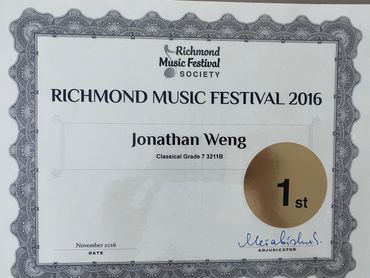 Richmond
Music Festival
SOCIETY
RICHMOND MUSIC FESTIVAL 2016
Jonathan Weng
Classical Grade 7 3211B
1st
November 2016
DATE
ADJUDICATOR